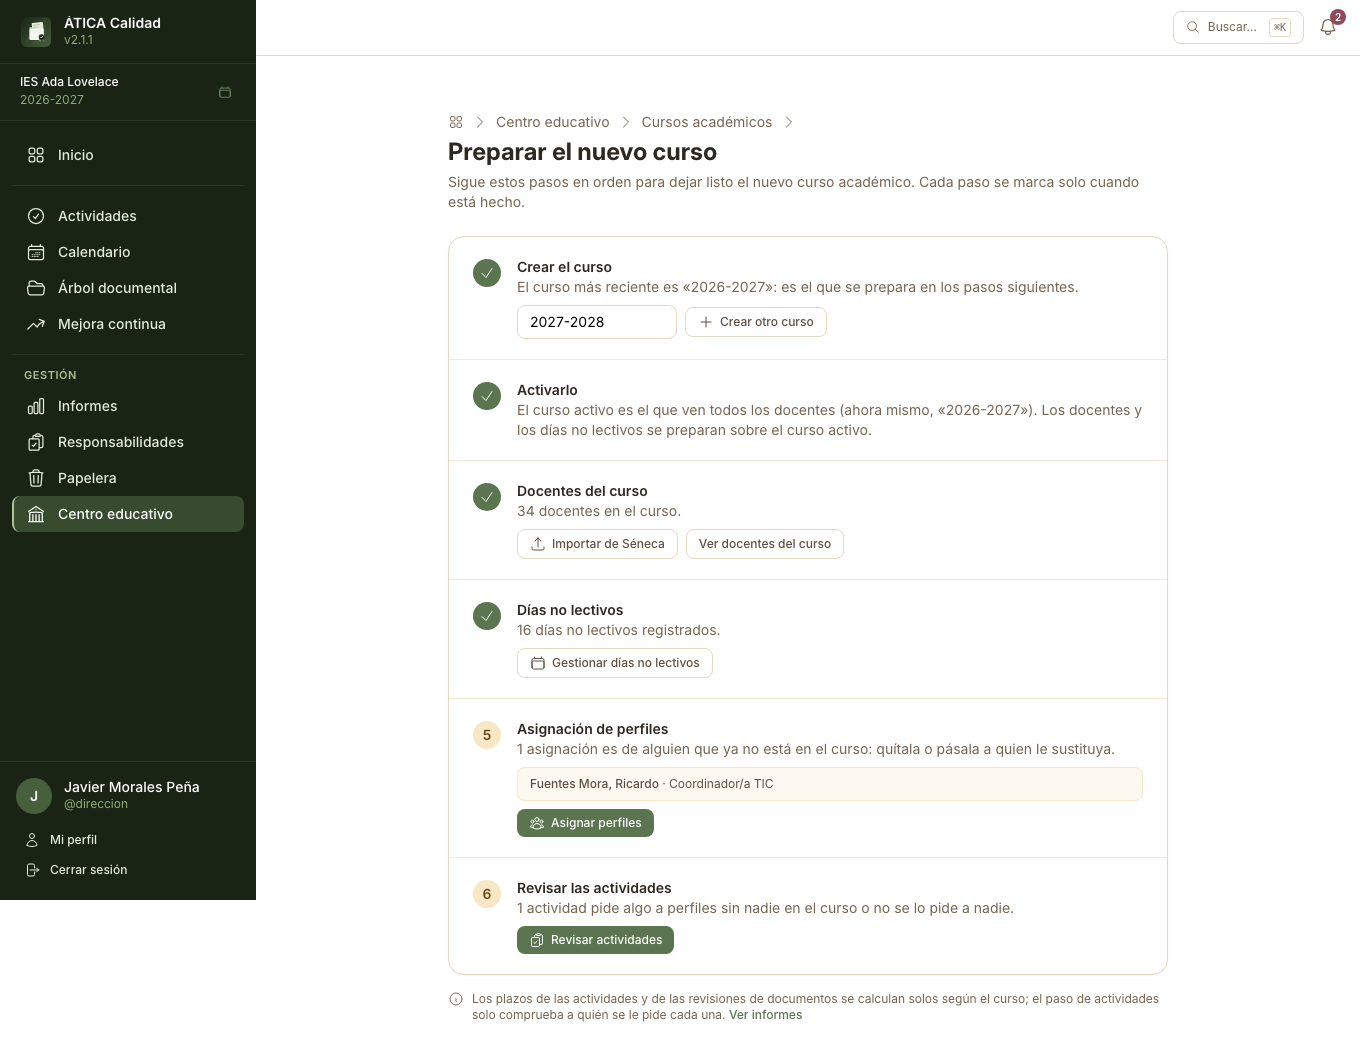 ÁTICA Calidad
v2.1.1
IES Ada Lovelace
2026-2027
Inicio
Actividades
Calendario
Árbol documental
Mejora continua
GESTIÓN
Informes
Responsabilidades
Papelera
Centro educativo
Javier Morales Peña
J
@direccion
Mi perfil
Cerrar sesión
Buscar...
⌘K
2
Centro educativo
Cursos académicos
Preparar el nuevo curso
Sigue estos pasos en orden para dejar listo el nuevo curso académico. Cada paso se marca solo cuando
está hecho.
Crear el curso
El curso más reciente es «2026-2027»: es el que se prepara en los pasos siguientes.
2027-2028
Crear otro curso
Activarlo
El curso activo es el que ven todos los docentes (ahora mismo, «2026-2027»). Los docentes y
los días no lectivos se preparan sobre el curso activo.
Docentes del curso
34 docentes en el curso.
Importar de Séneca
Ver docentes del curso
Días no lectivos
16 días no lectivos registrados.
Gestionar días no lectivos
5
Asignación de perfiles
1 asignación es de alguien que ya no está en el curso: quítala o pásala a quien le sustituya.
Fuentes Mora, Ricardo · Coordinador/a TIC
Asignar perfiles
6
Revisar las actividades
1 actividad pide algo a perfiles sin nadie en el curso o no se lo pide a nadie.
Revisar actividades
Los plazos de las actividades y de las revisiones de documentos se calculan solos según el curso; el paso de actividades
solo comprueba a quién se le pide cada una. Ver informes